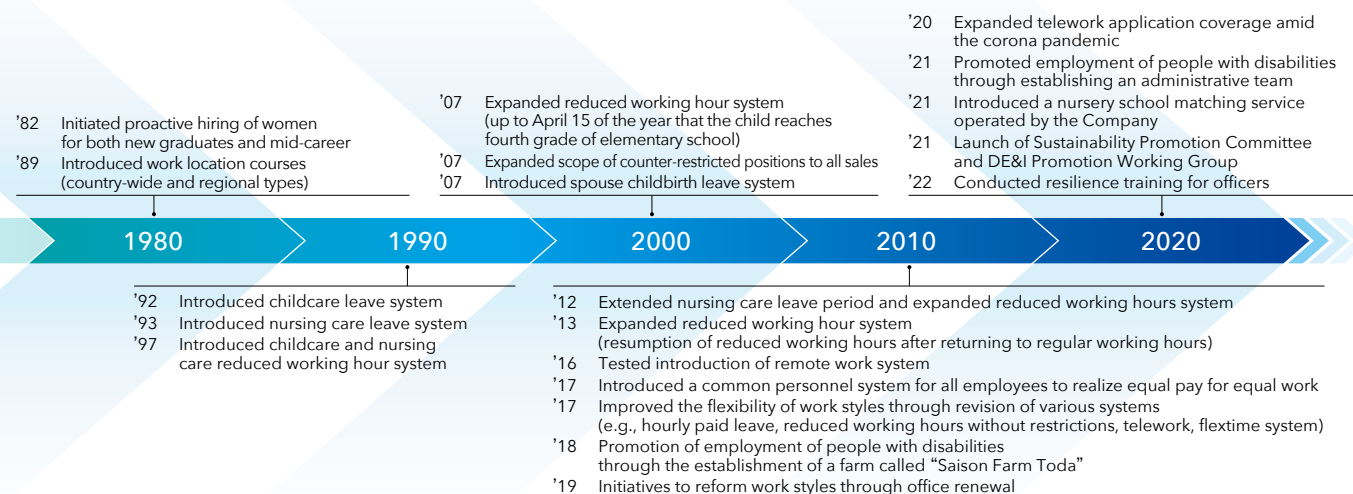 '82 Initiated proactive hiring of women
for both new graduates and mid-career
'89 Introduced work location courses
(country-wide and regional types)
'07 Expanded reduced working hour system
(up to April 15 of the year that the child reaches
fourth grade of elementary school)
'07 Expanded scope of counter-restricted positions to all sales
'07 Introduced spouse childbirth leave system
'20 Expanded telework application coverage amid
the corona pandemic
'21 Promoted employment of people with disabilities
through establishing an administrative team
'21 Introduced a nursery school matching service
operated by the Company
'21 Launch of Sustainability Promotion Committee
and DE&I Promotion Working Group
'22 Conducted resilience training for officers
1980 1990 2000 2010 2020
'92 Introduced childcare leave system
'93 Introduced nursing care leave system
'97 Introduced childcare and nursing
care reduced working hour system
'12 Extended nursing care leave period and expanded reduced working hours system
'13 Expanded reduced working hour system
(resumption of reduced working hours after returning to regular working hours)
'16 Tested introduction of remote work system
'17 Introduced a common personnel system for all employees to realize equal pay for equal work
'17 Improved the flexibility of work styles through revision of various systems
(e.g., hourly paid leave, reduced working hours without restrictions, telework, flextime system)
'18 Promotion of employment of people with disabilities
through the establishment of a farm called “Saison Farm Toda”
'19 Initiatives to reform work styles through office renewal